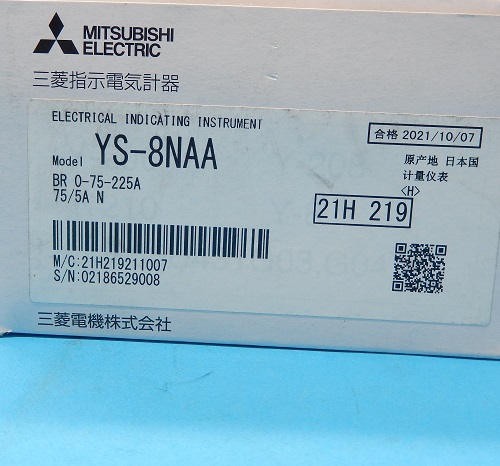 MITSUBISHI
ELECTRIC
三菱指示電気計器
ELECTRICAL INDICATING INSTRUMENT
合格 2021/10/07
Model YS-8NAA
原产地 日本国
计量仪表
<H>
BR 0-75-225A
75/5A N
21H 219
M/C:21H219211007
S/N:02186529008
三菱電機株式会社